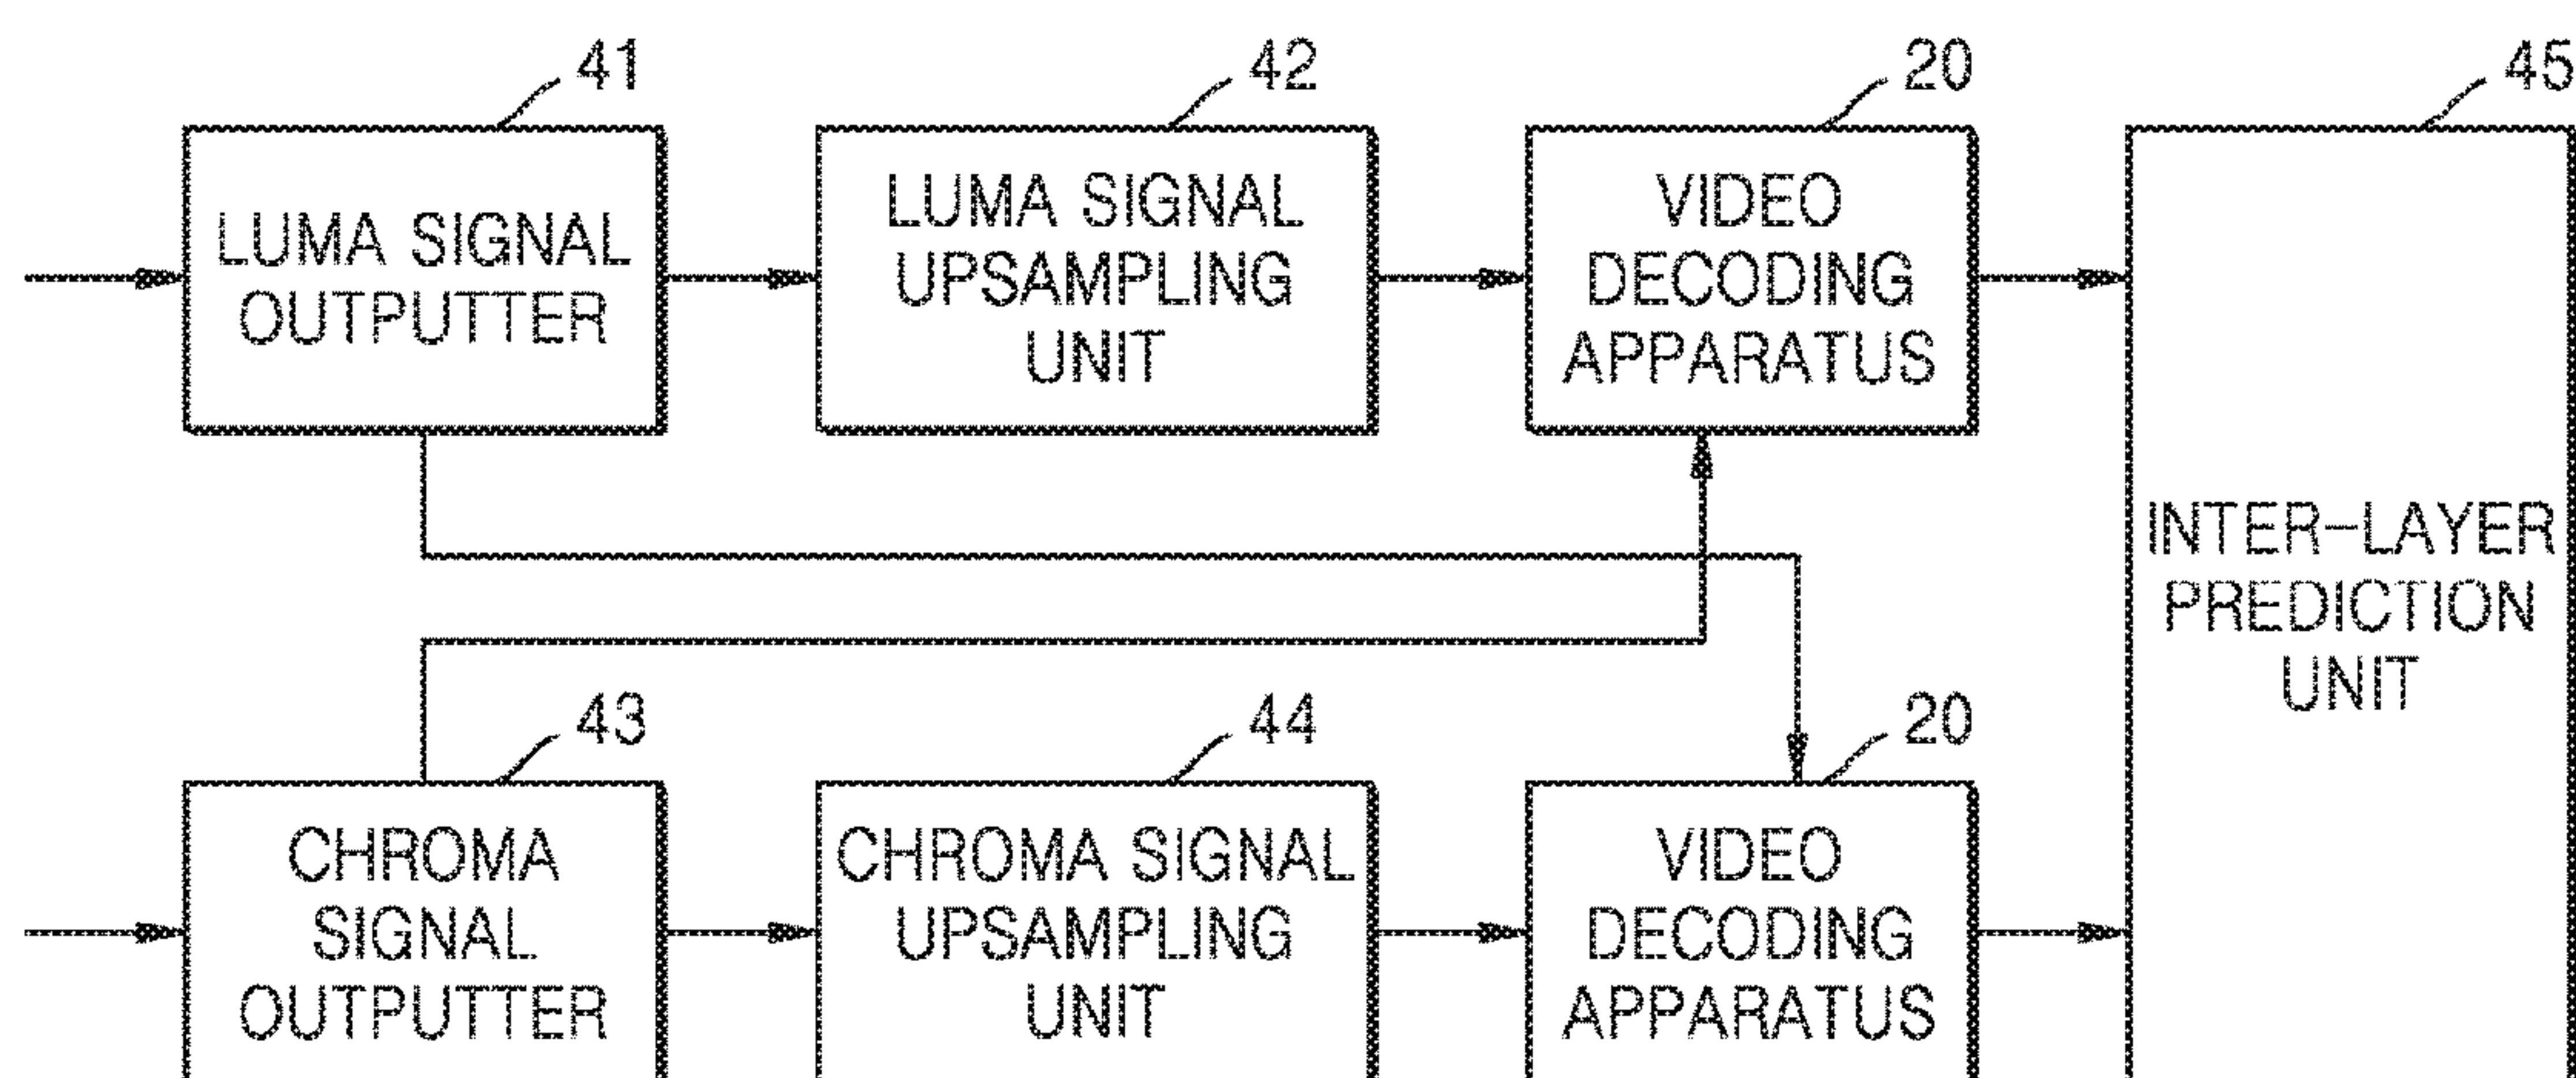 41
42
20
45
LUMA SIGNAL
OUTPUTTER
LUMA SIGNAL
UPSAMPLING
UNIT
VIDEO
DECODING
APPARATUS
INTER-LAYER
PREDICTION
UNIT
43
44
20
CHROMA
SIGNAL
OUTPUTTER
CHROMA SIGNAL
UPSAMPLING
UNIT
VIDEO
DECODING
APPARATUS